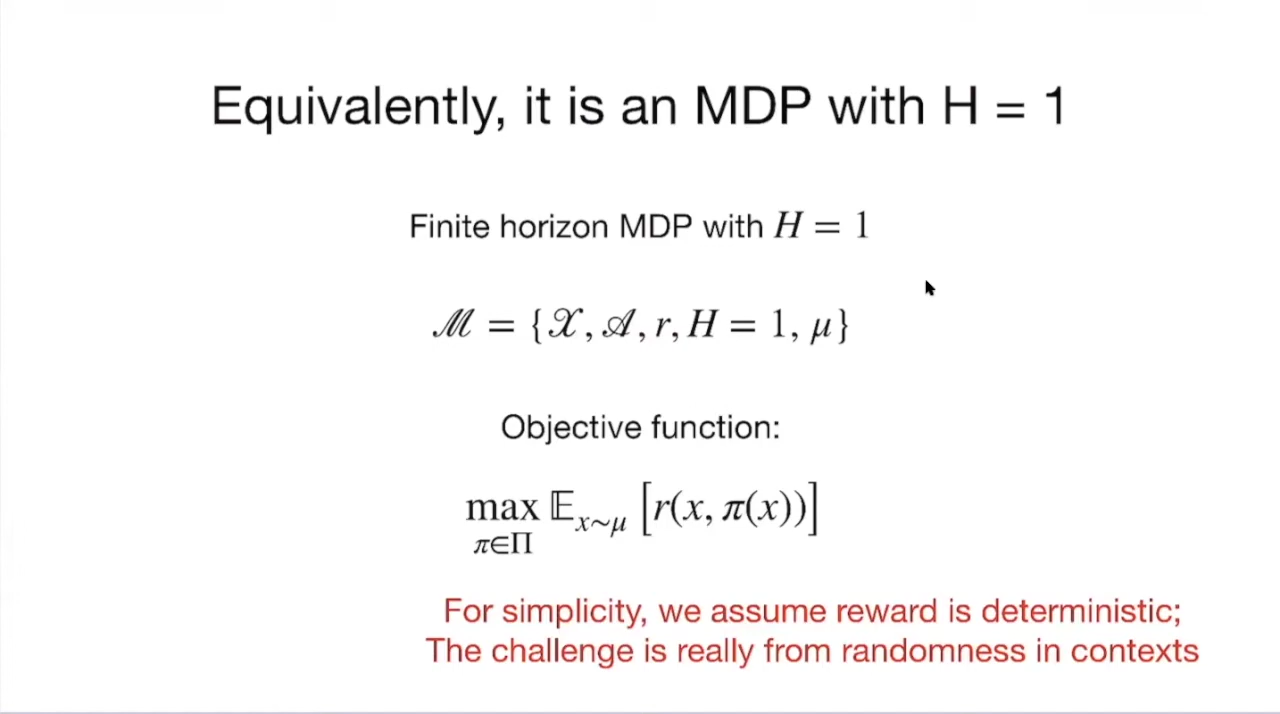 Equivalently, it is an MDP with H = 1
Finite horizon MDP with H = 1
ℳ = {𝒳, 𝒜, r, H = 1, μ}
Objective function:
max 𝔼_{x∼μ} [r(x, π(x))]
π∈Π
For simplicity, we assume reward is deterministic;
The challenge is really from randomness in contexts